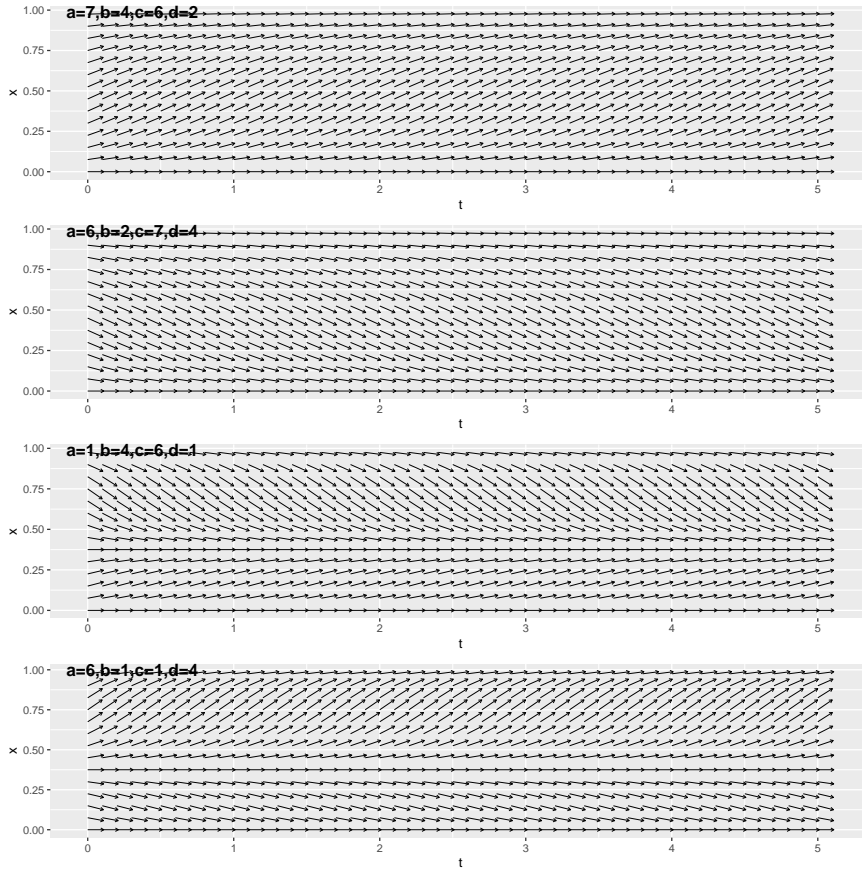 a=7,b=4,c=6,d=2
1.00
0.75
x
0.50
0.25
0.00
0 1 2 3 4 5
t
a=6,b=2,c=7,d=4
1.00
0.75
x
0.50
0.25
0.00
0 1 2 3 4 5
t
a=1,b=4,c=6,d=1
1.00
0.75
x
0.50
0.25
0.00
0 1 2 3 4 5
t
a=6,b=1,c=1,d=4
1.00
0.75
x
0.50
0.25
0.00
0 1 2 3 4 5
t